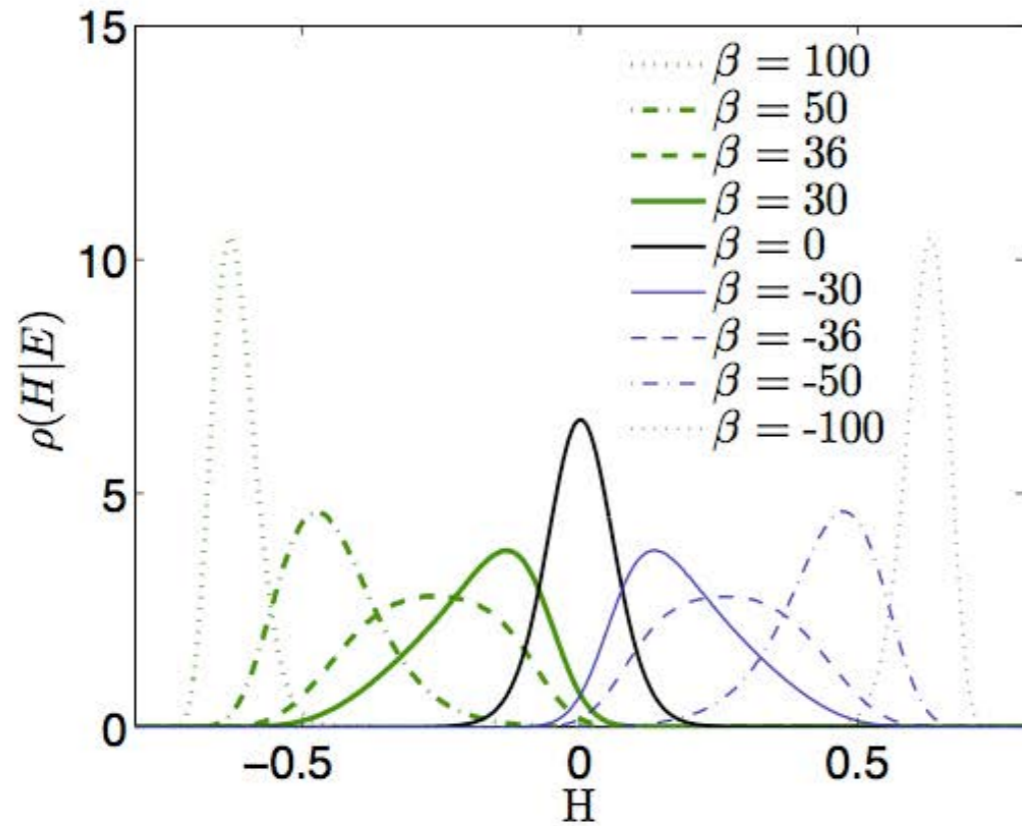 15
10
5
0
ρ(H|E)
β = 100
β = 50
β = 36
β = 30
β = 0
β = -30
β = -36
β = -50
β = -100
−0.5
0
0.5
H